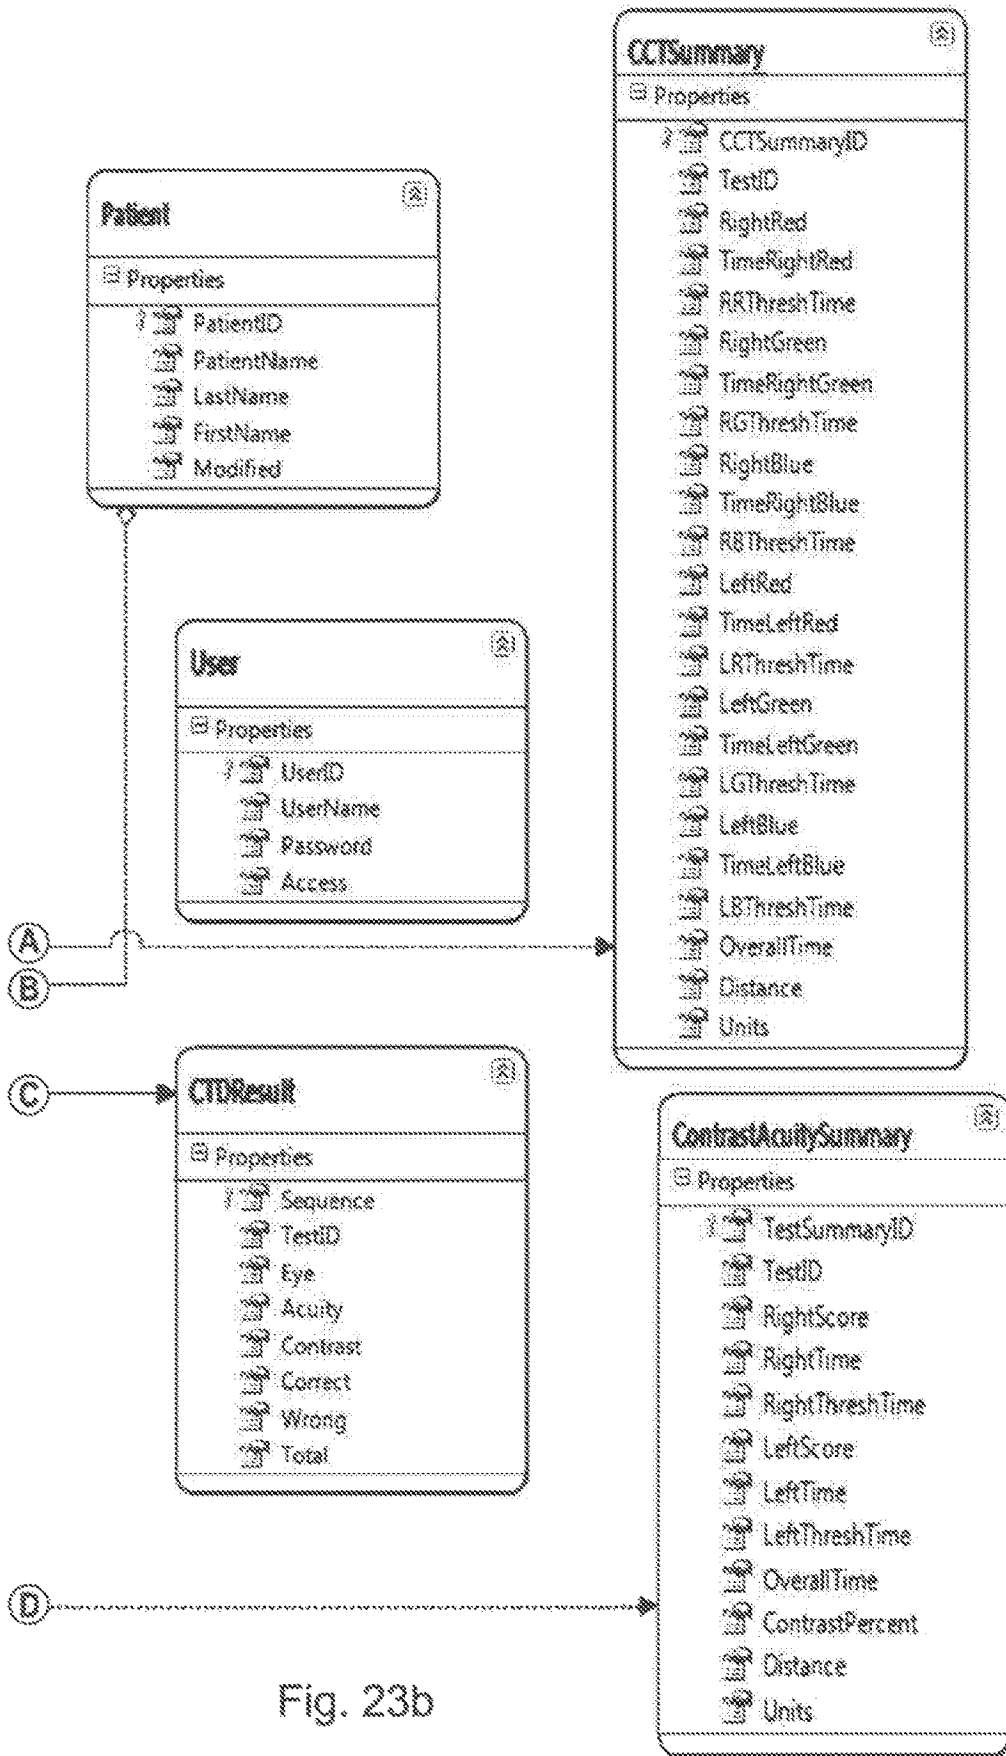 CCTSummary
Properties
CCTSummaryID
TestID
RightRed
TimeRightRed
RRThreshTime
RightGreen
TimeRightGreen
RGThreshTime
RightBlue
TimeRightBlue
RBThreshTime
LeftRed
TimeLeftRed
LRThreshTime
LeftGreen
TimeLeftGreen
LGThreshTime
LeftBlue
TimeLeftBlue
LBThreshTime
OverallTime
Distance
Units
Patient
Properties
PatientID
PatientName
LastName
FirstName
Modified
User
Properties
UserID
UserName
Password
Access
A
B
C
CTDResult
Properties
Sequence
TestID
Eye
Acuity
Contrast
Correct
Wrong
Total
ContrastAcuitySummary
Properties
TestSummaryID
TestID
RightScore
RightTime
RightThreshTime
LeftScore
LeftTime
LeftThreshTime
OverallTime
ContrastPercent
Distance
Units
D
Fig. 23b